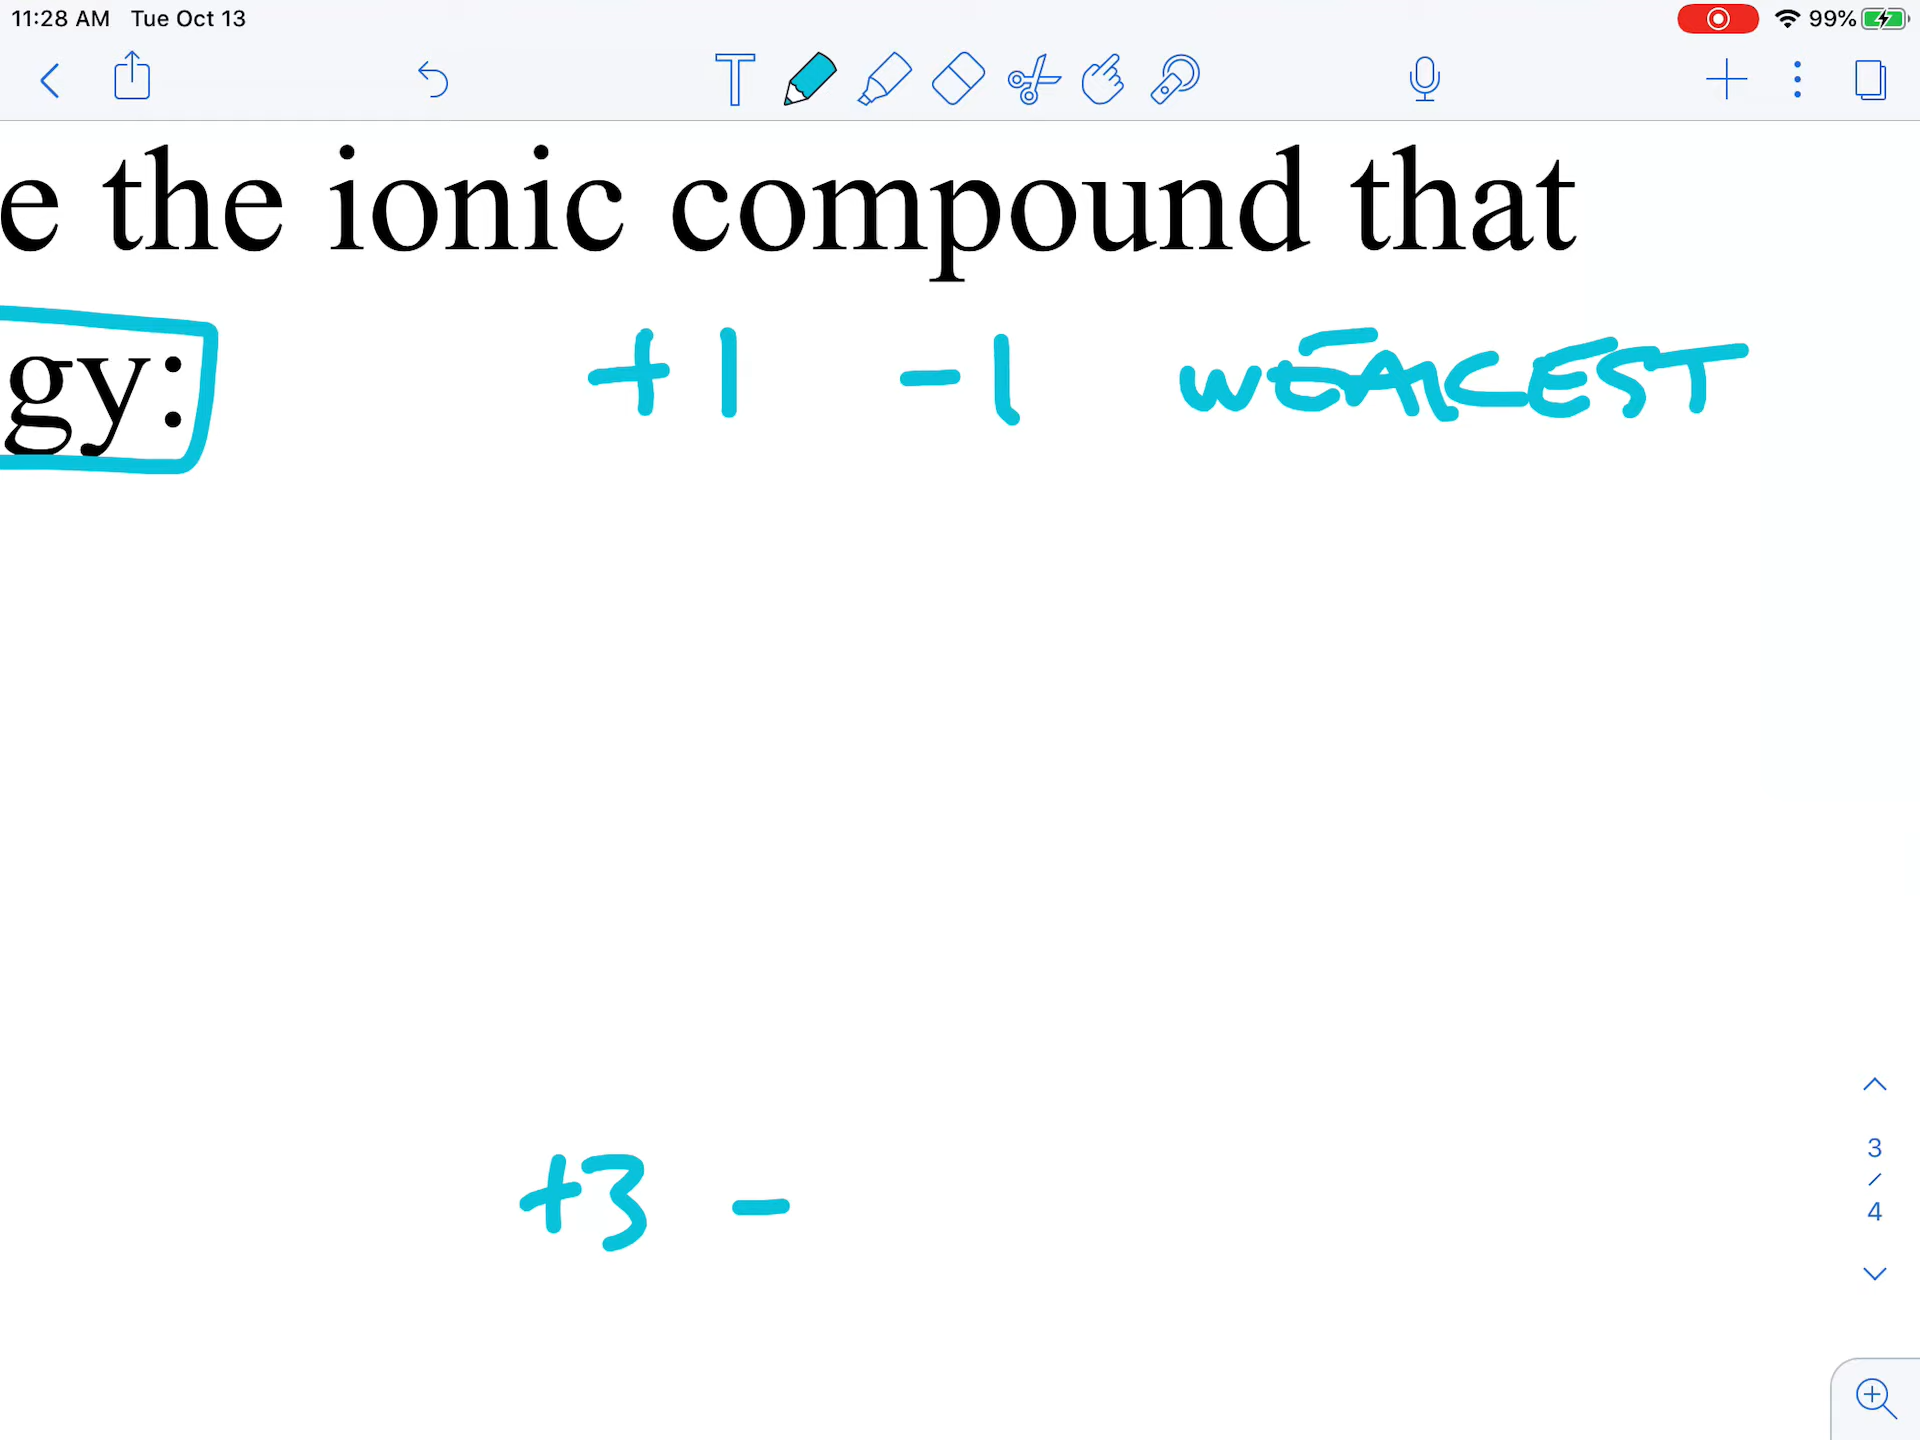 11:28 AM Tue Oct 13 99%
T
e the ionic compound that
gy: +1 -1 WEAKEST
3
/
4
+3 -